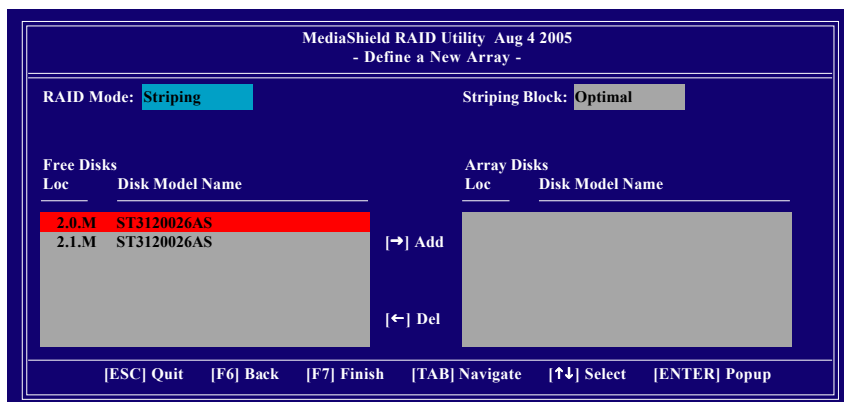 MediaShield RAID Utility Aug 4 2005
- Define a New Array -
RAID Mode: Striping Striping Block: Optimal
Free Disks Array Disks
Loc Disk Model Name Loc Disk Model Name
2.0.M ST3120026AS
2.1.M ST3120026AS
[→] Add
[←] Del
[ESC] Quit [F6] Back [F7] Finish [TAB] Navigate [↑↓] Select [ENTER] Popup